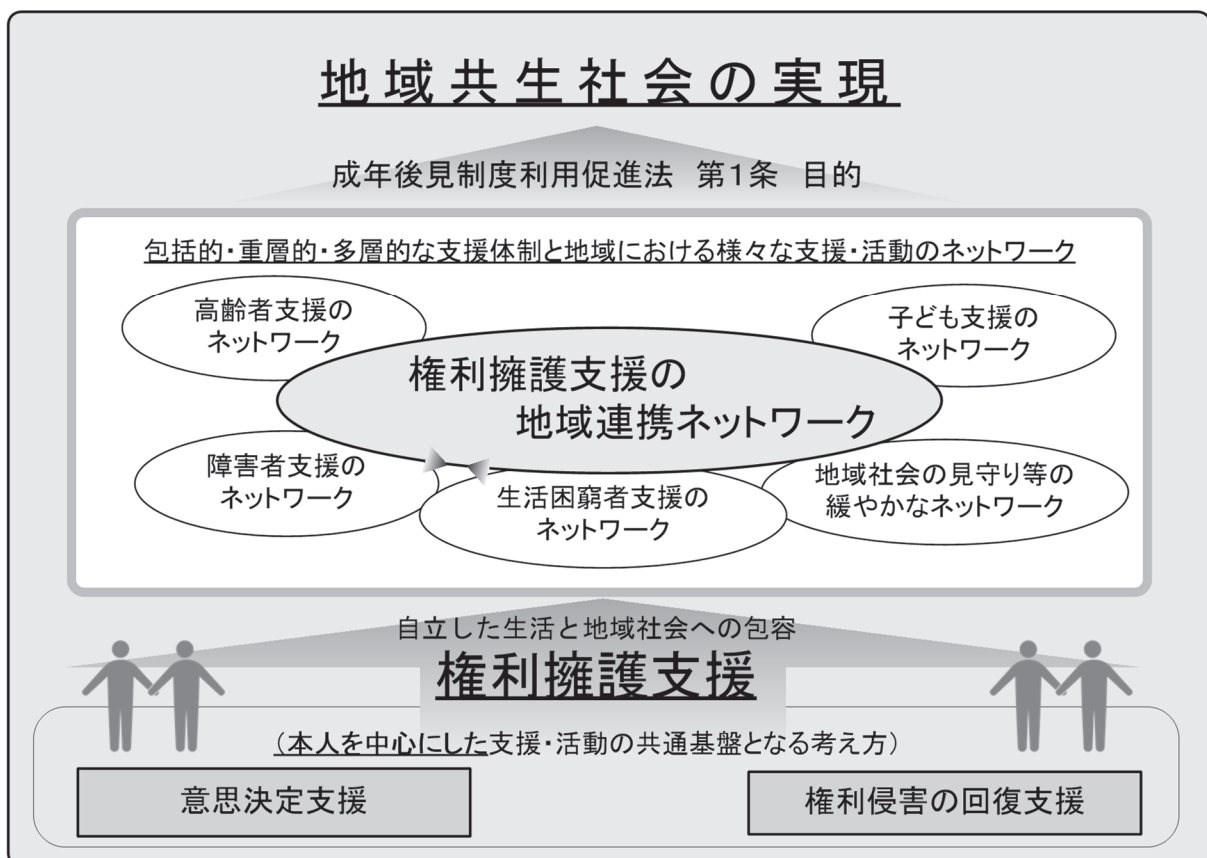 地域共生社会の実現
成年後見制度利用促進法　第１条　目的
包括的・重層的・多層的な支援体制と地域における様々な支援・活動のネットワーク
高齢者支援の
ネットワーク
子ども支援の
ネットワーク
権利擁護支援の
地域連携ネットワーク
障害者支援の
ネットワーク
生活困窮者支援の
ネットワーク
地域社会の見守り等の
緩やかなネットワーク
自立した生活と地域社会への包容
権利擁護支援
（本人を中心にした支援・活動の共通基盤となる考え方）
意思決定支援
権利侵害の回復支援